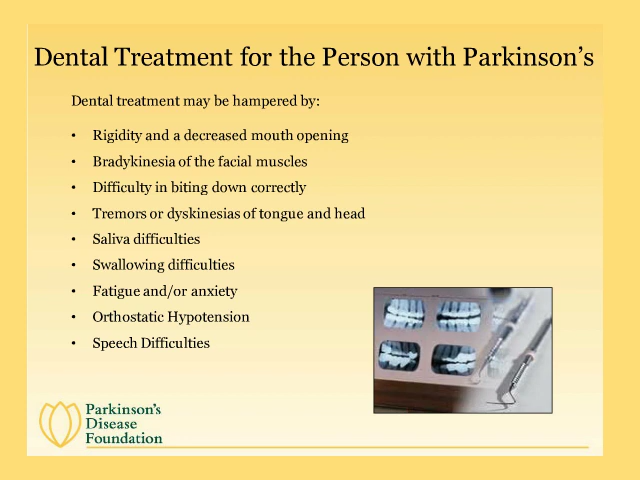 Dental Treatment for the Person with Parkinson's
Dental treatment may be hampered by:
• Rigidity and a decreased mouth opening
• Bradykinesia of the facial muscles
• Difficulty in biting down correctly
• Tremors or dyskinesias of tongue and head
• Saliva difficulties
• Swallowing difficulties
• Fatigue and/or anxiety
• Orthostatic Hypotension
• Speech Difficulties
Parkinson's
Disease
Foundation